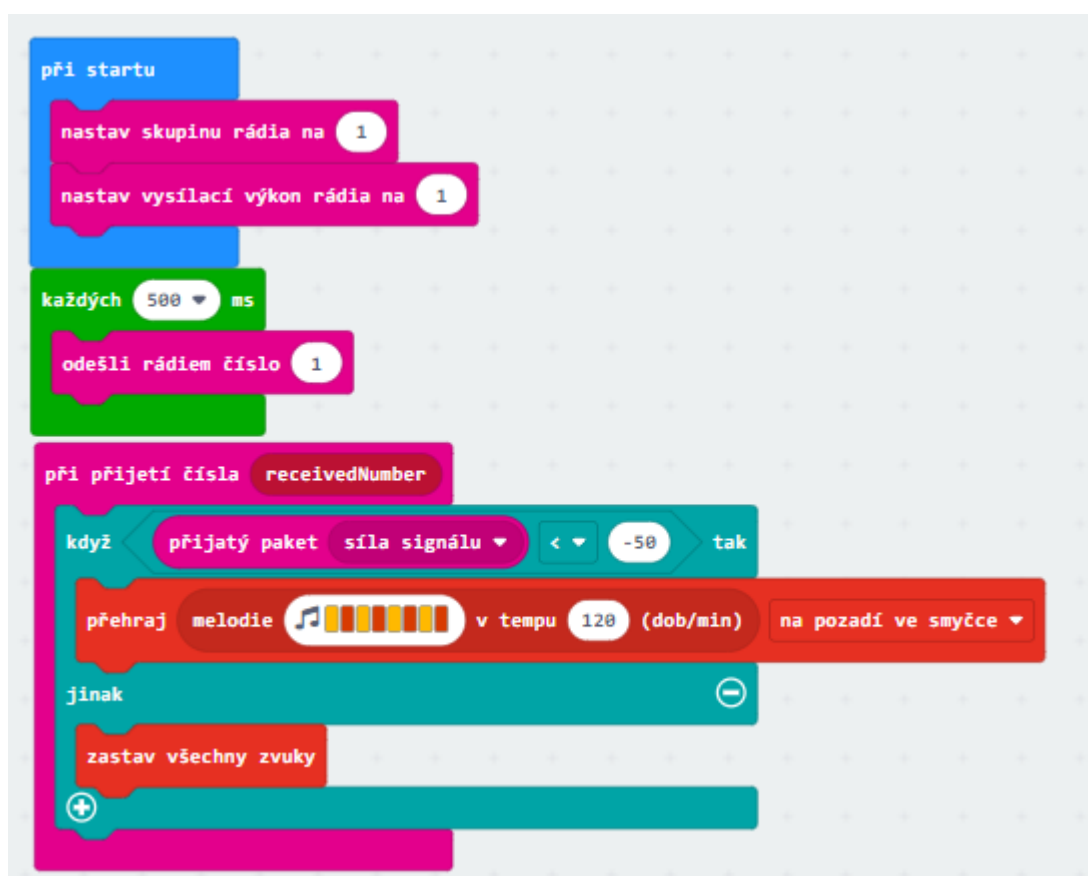 při startu
nastav skupinu rádia na 1
nastav vysílací výkon rádia na 1
každých 500 ms
odešli rádiem číslo 1
při přijetí čísla receivedNumber
když přijatý paket síla signálu < -50 tak
přehraj melodie v tempu 120 (dob/min) na pozadí ve smyčce
jinak
zastav všechny zvuky